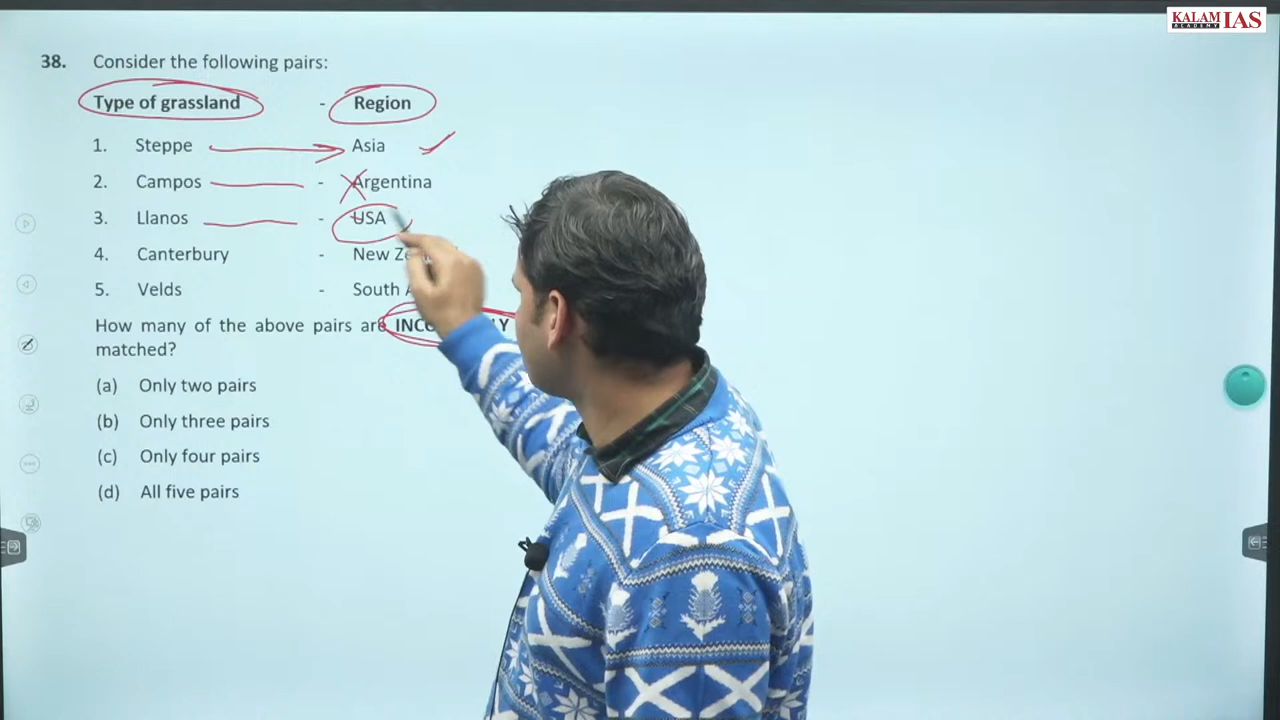 KALAM IAS
ACADEMY
38. Consider the following pairs:
Type of grassland - Region
1. Steppe Asia
2. Campos - Argentina
3. Llanos - USA
4. Canterbury - New
5. Velds - South
How many of the above pairs are
matched?
(a) Only two pairs
(b) Only three pairs
(c) Only four pairs
(d) All five pairs